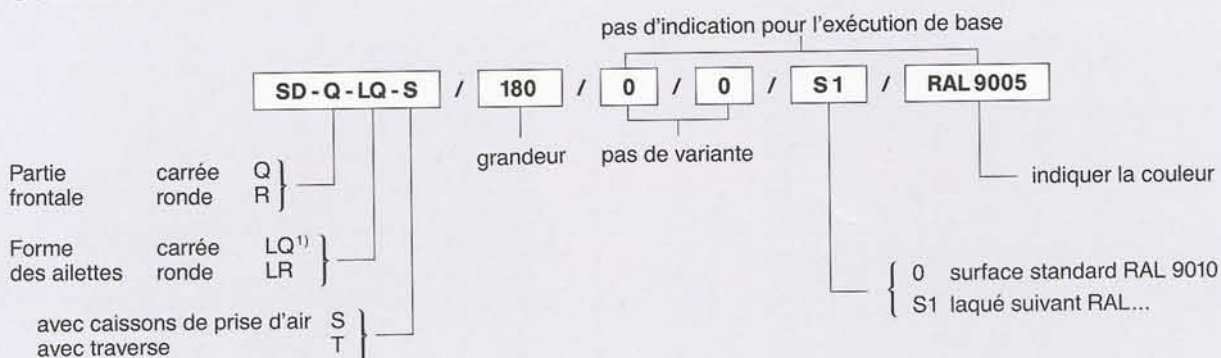 pas d'indication pour l'exécution de base
SD - Q - LQ - S / 180 / 0 / 0 / S 1 / RAL 9005
grandeur pas de variante
indiquer la couleur
Partie carrée Q
frontale ronde R
Forme carrée LQ1)
des ailettes ronde LR
0 surface standard RAL 9010
S1 laqué suivant RAL...
avec caissons de prise d'air S
avec traverse T